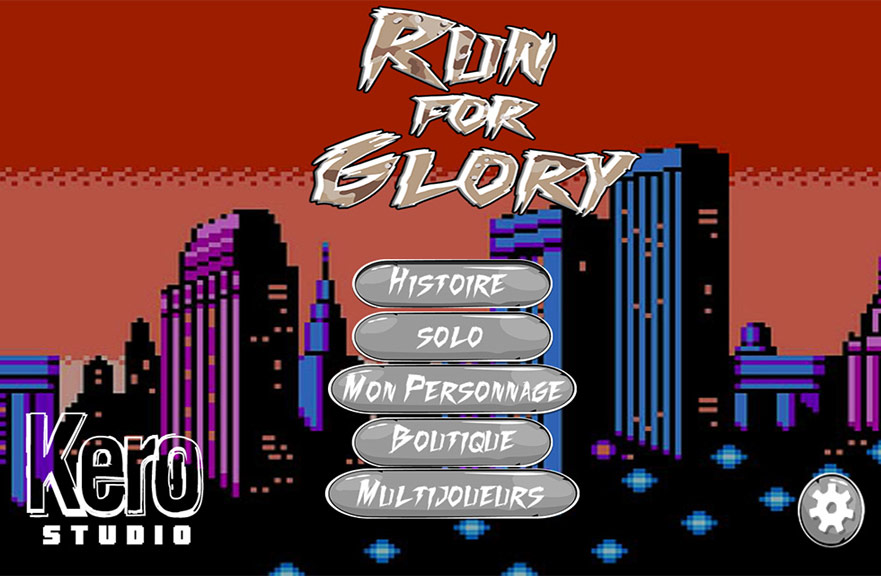 Run
for
Glory
Histoire
solo
Mon Personnage
Boutique
Multijoueurs
Kero
STUDIO